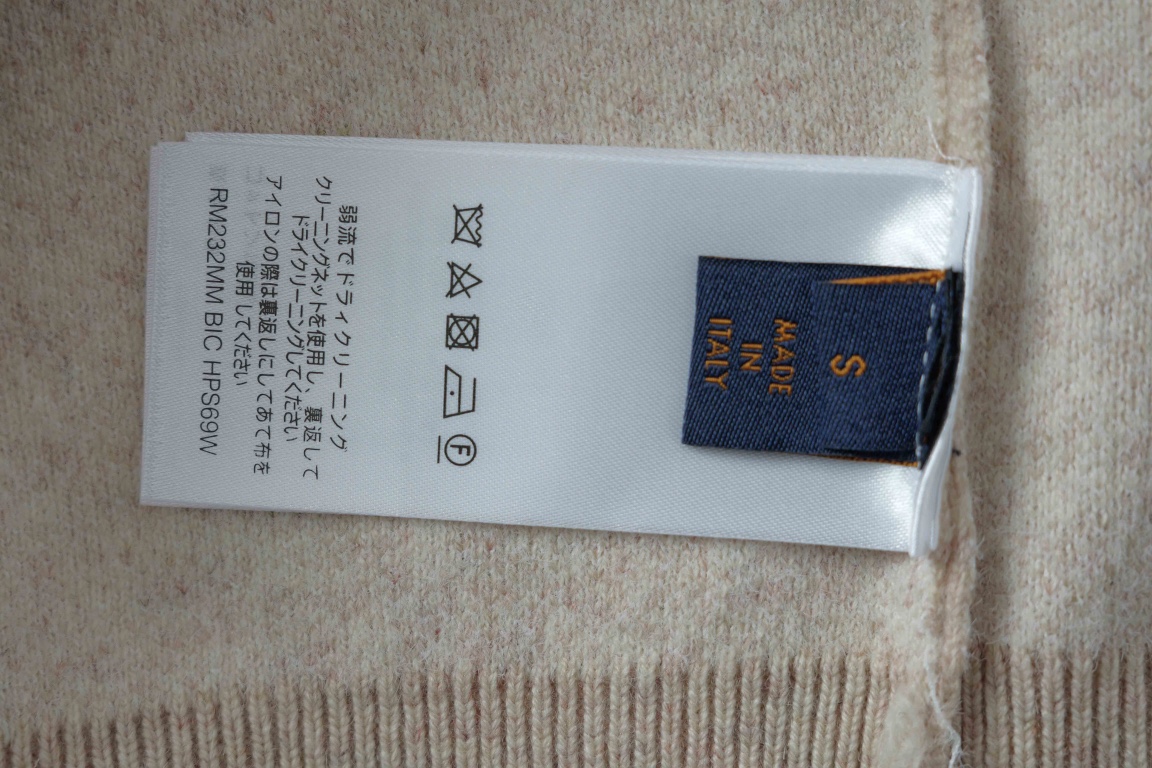 S
MADE
IN
ITALY
F
弱流でドライクリーニング
クリーニングネットを使用し、裏返して
ドライクリーニングしてください
アイロンの際は裏返しにしてあて布を
使用してください
RM232MM BIC HPS69W